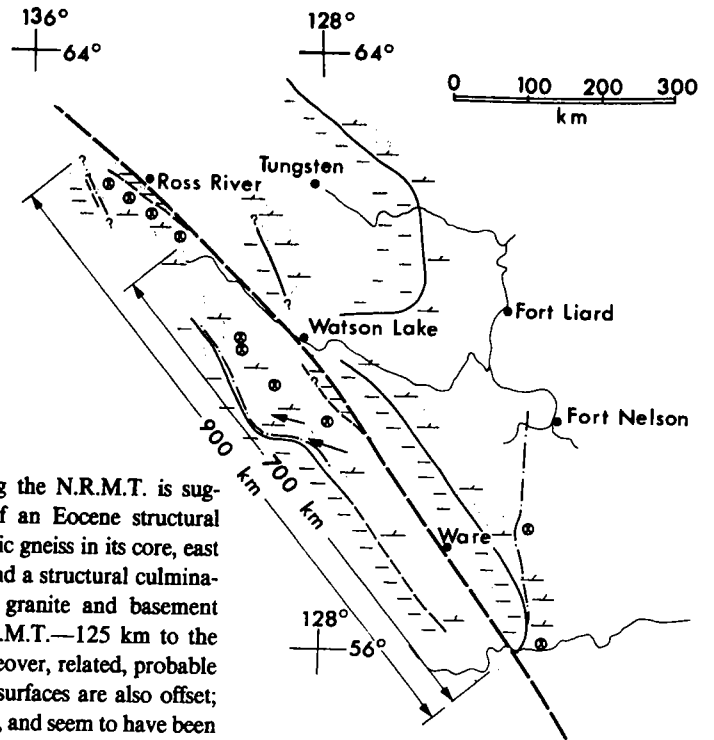 136°
64°
128°
64°
0 100 200 300
km
Ross River
Tungsten
?
?
?
?
Watson Lake
Fort Liard
?
Fort Nelson
900 km
700 km
Ware
128°
56°
g the N.R.M.T. is sug-
f an Eocene structural
ic gneiss in its core, east
nd a structural culmina-
granite and basement
.M.T.—125 km to the
eover, related, probable
surfaces are also offset;
, and seem to have been